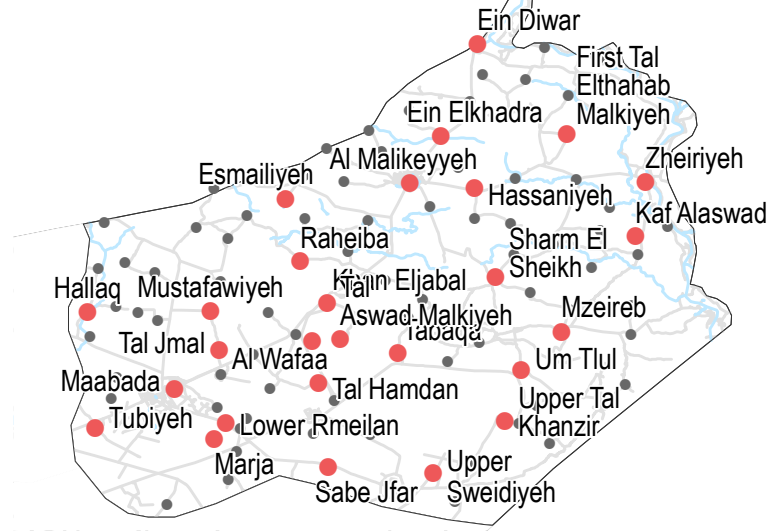 Ein Diwar
First Tal
Elthahab
Malkiyeh
Ein Elkhadra
Al Malikeyyeh
Zheiriyeh
Esmailiyeh
Hassaniyeh
Kaf Alaswad
Raheiba
Sharm El
Sheikh
Khan Eljabal
Tal
Aswad-Malkiyeh
Hallaq
Mustafawiyeh
Mzeireb
Tabaqa
Tal Jmal
Al Wafaa
Um Tlul
Maabada
Tal Hamdan
Upper Tal
Khanzir
Tubiyeh
Lower Rmeilan
Marja
Upper
Sweidiyeh
Sabe Jfar